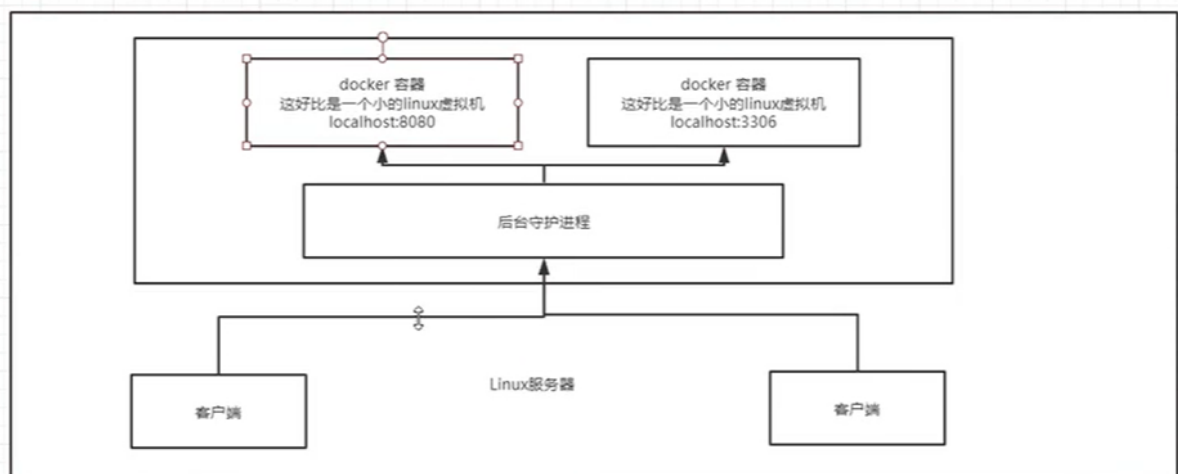 docker 容器
这好比是一个小的linux虚拟机
localhost:8080
docker 容器
这好比是一个小的linux虚拟机
localhost:3306
后台守护进程
Linux服务器
客户端
客户端